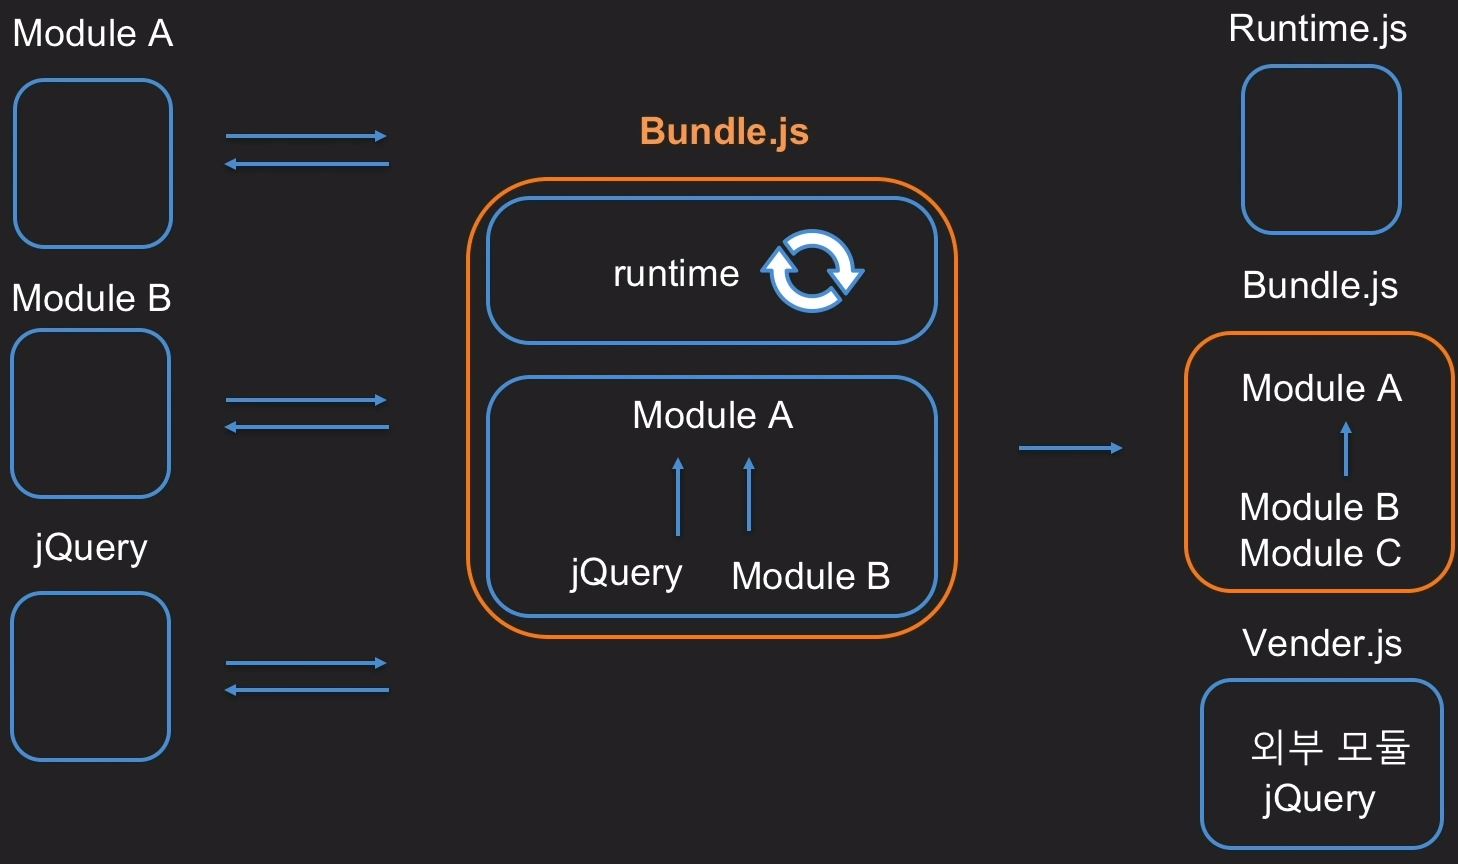 Module A
Module B
jQuery
Bundle.js
runtime
Module A
jQuery
Module B
Runtime.js
Bundle.js
Module A
Module B
Module C
Vender.js
외부 모듈
jQuery